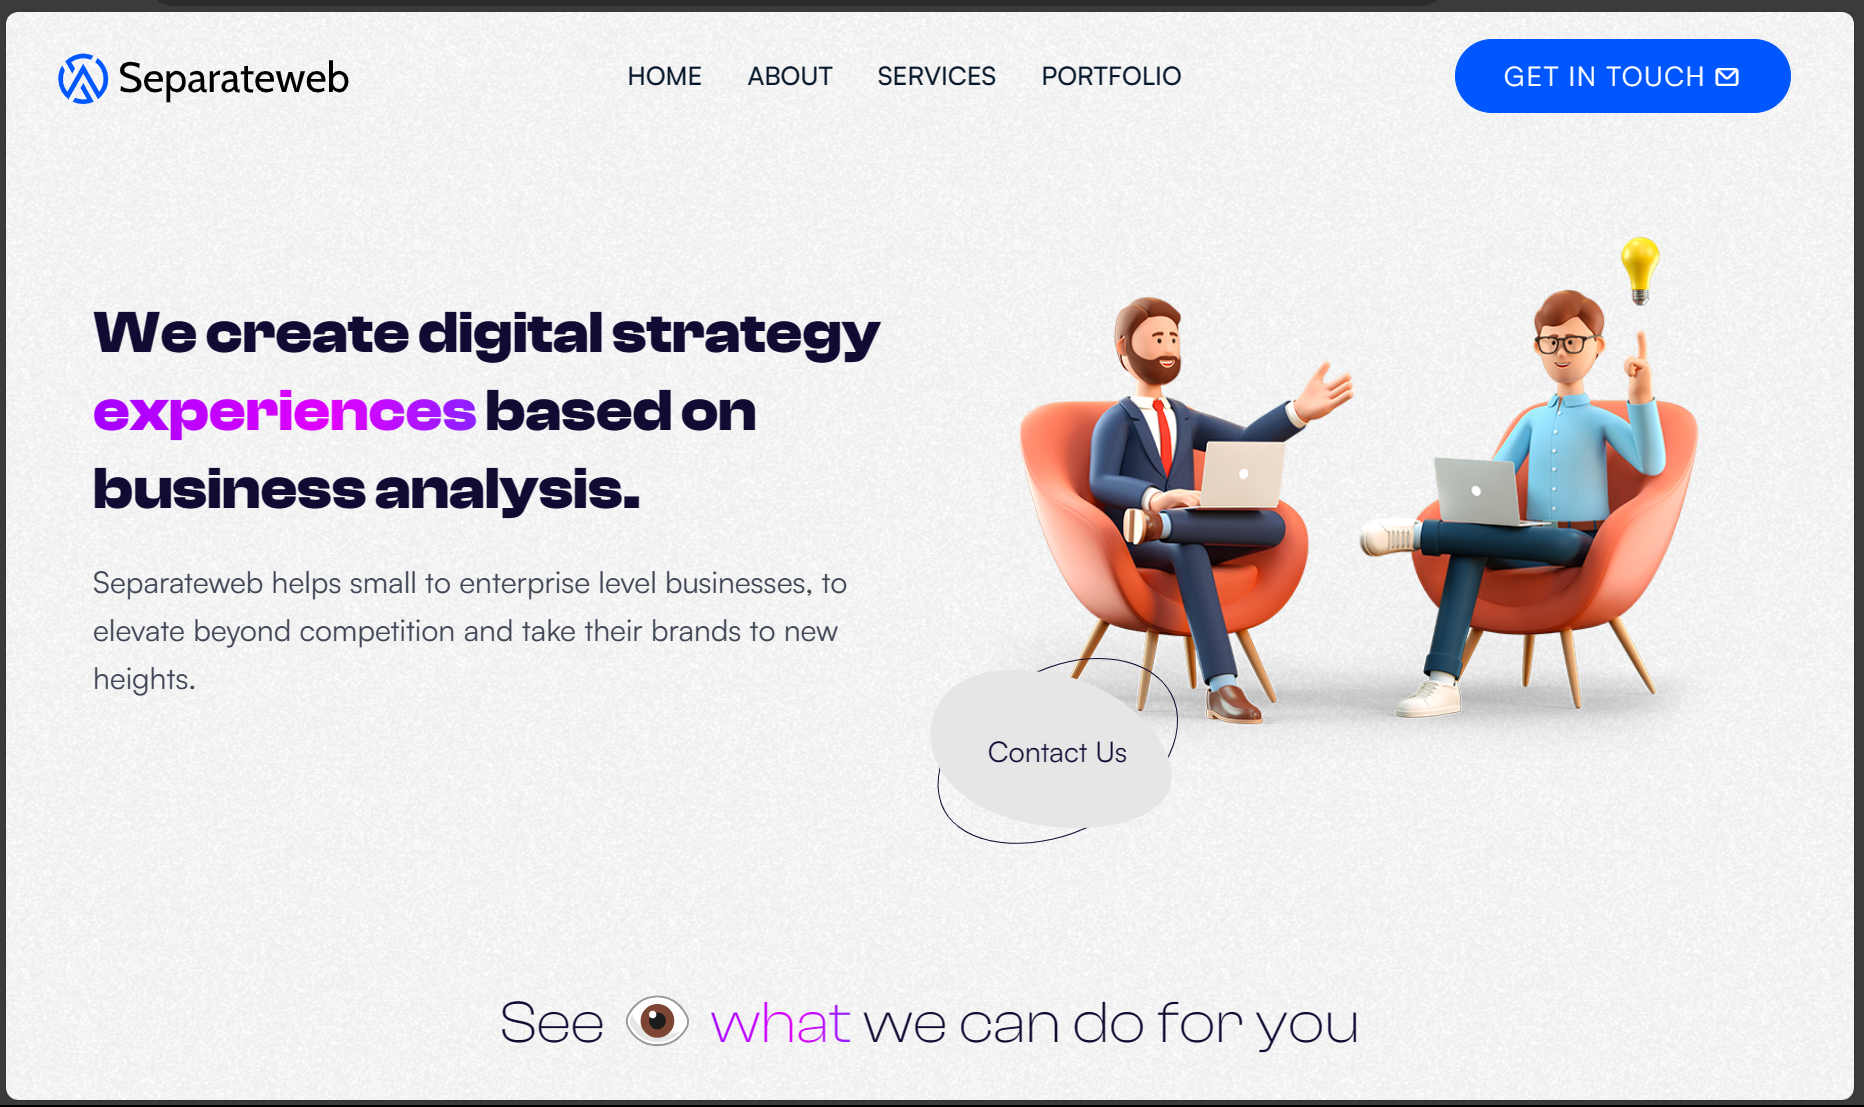 Separateweb
HOME
ABOUT
SERVICES
PORTFOLIO
GET IN TOUCH
We create digital strategy
experiences based on
business analysis.
Separateweb helps small to enterprise level businesses, to
elevate beyond competition and take their brands to new
heights.
Contact Us
See 👁 what we can do for you